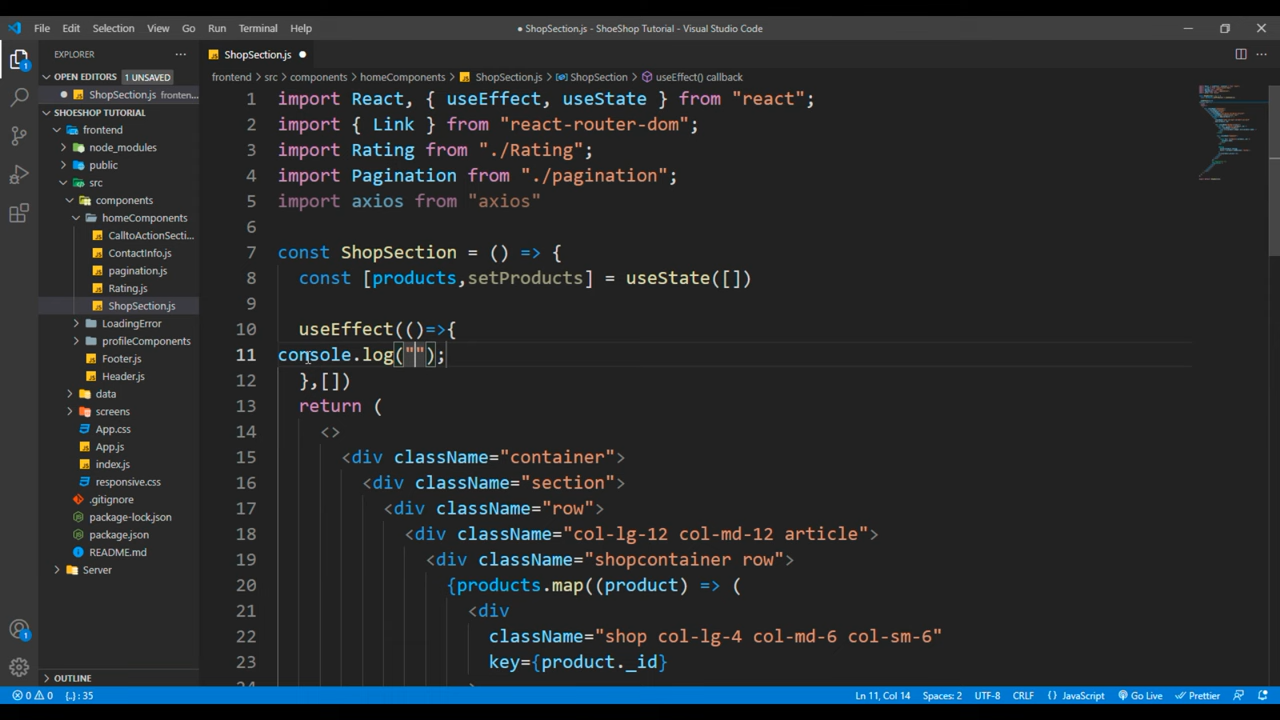 File Edit Selection View Go Run Terminal Help
● ShopSection.js - ShoeShop Tutorial - Visual Studio Code
EXPLORER
OPEN EDITORS 1 UNSAVED
ShopSection.js fronten...
SHOESHOP TUTORIAL
frontend
node_modules
public
src
components
homeComponents
CalltoActionSecti...
ContactInfo.js
pagination.js
Rating.js
ShopSection.js
LoadingError
profileComponents
Footer.js
Header.js
data
screens
App.css
App.js
index.js
responsive.css
.gitignore
package-lock.json
package.json
README.md
Server
OUTLINE
ShopSection.js
frontend > src > components > homeComponents > ShopSection.js > ShopSection > useEffect() callback
1 import React, { useEffect, useState } from "react";
2 import { Link } from "react-router-dom";
3 import Rating from "./Rating";
4 import Pagination from "./pagination";
5 import axios from "axios"
6
7 const ShopSection = () => {
8 const [products,setProducts] = useState([])
9
10 useEffect(()=>{
11 console.log("");
12 },[])
13 return (
14 <>
15 <div className="container">
16 <div className="section">
17 <div className="row">
18 <div className="col-lg-12 col-md-12 article">
19 <div className="shopcontainer row">
20 {products.map((product) => (
21 <div
22 className="shop col-lg-4 col-md-6 col-sm-6"
23 key={product._id}
0 0 {..}: 35
Ln 11, Col 14 Spaces: 2 UTF-8 CRLF {} JavaScript Go Live Prettier